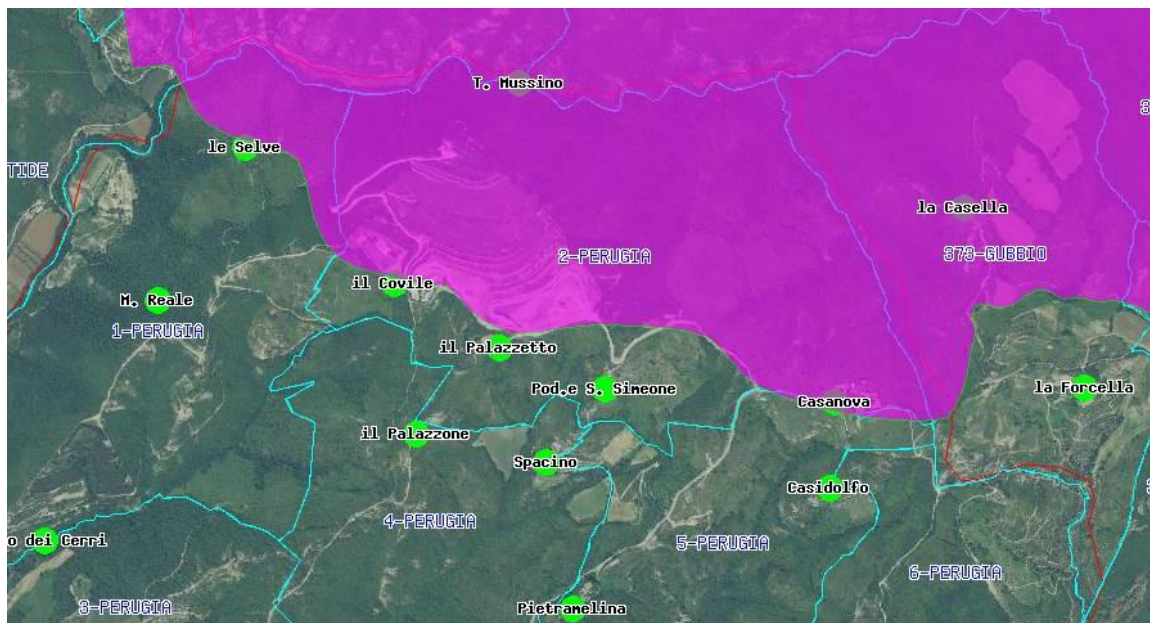 T. Mussino
le Selve
TIDE
la Casella
2-PERUGIA
373-GUBBIO
il Covile
M. Reale
1-PERUGIA
il Palazzetto
Pod.e S. Simeone
la Forcella
Casanova
il Palazzone
Spacino
Casidolfo
4-PERUGIA
o dei Cerri
5-PERUGIA
6-PERUGIA
3-PERUGIA
Pietramelina